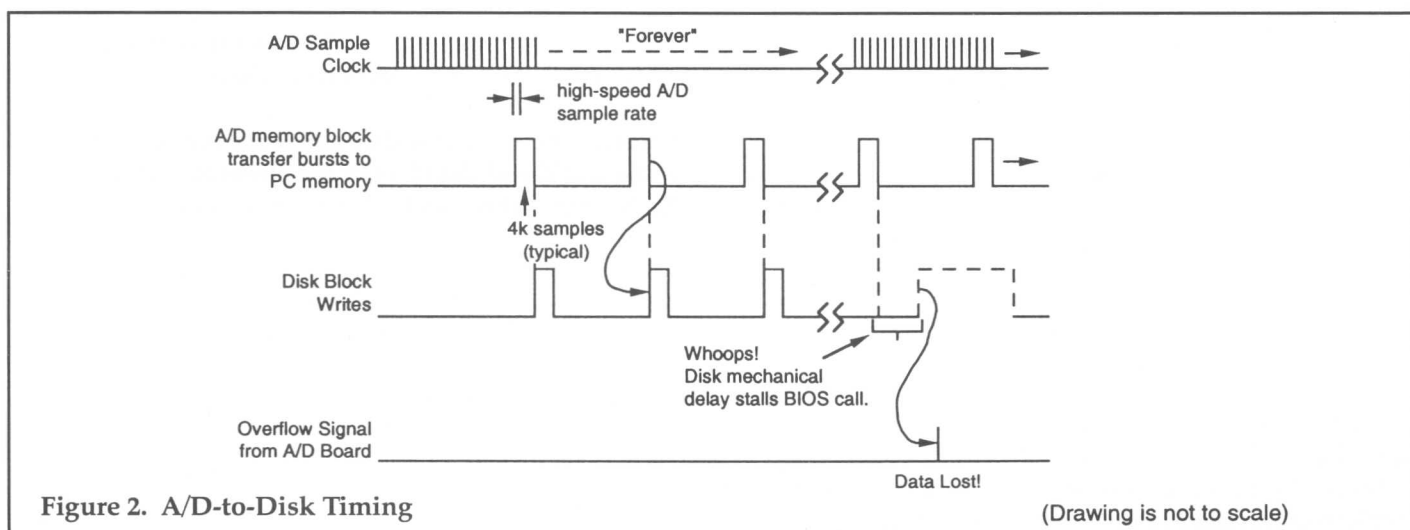 A/D Sample
Clock
"Forever"
high-speed A/D
sample rate
A/D memory block
transfer bursts to
PC memory
4k samples
(typical)
Disk Block
Writes
Whoops!
Disk mechanical
delay stalls BIOS call.
Overflow Signal
from A/D Board
Data Lost!
Figure 2. A/D-to-Disk Timing
(Drawing is not to scale)